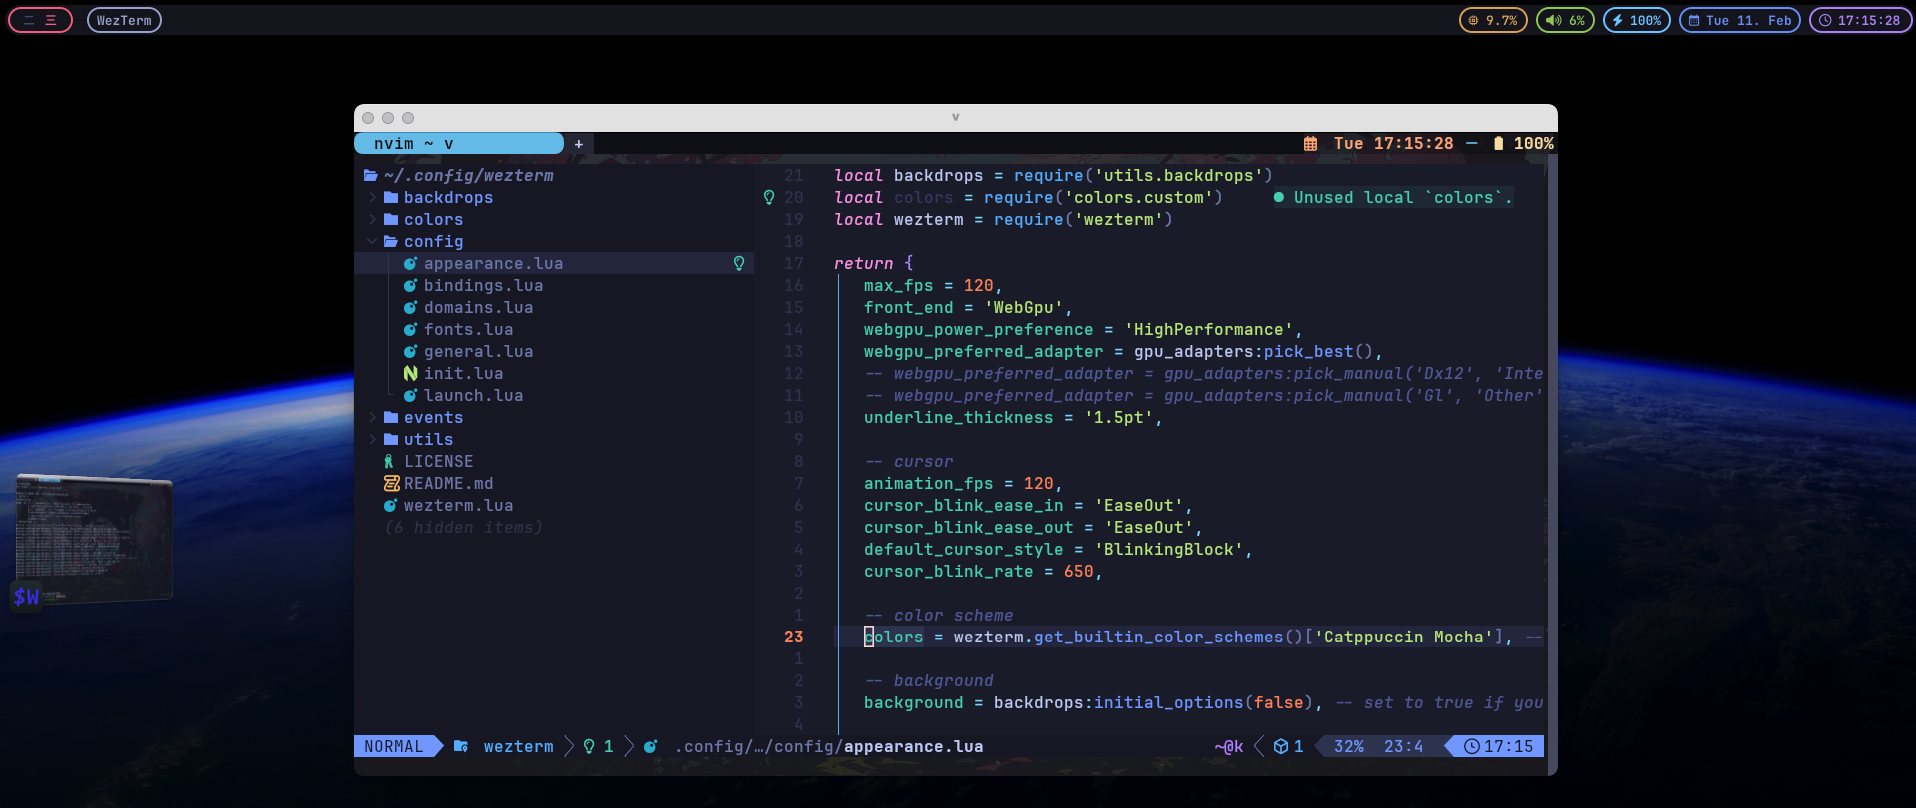 二 三 WezTerm 9.7% 6% 100% Tue 11. Feb 17:15:28
v
nvim ~ v + Tue 17:15:28 — 100%
~/.config/wezterm
backdrops
colors
config
appearance.lua
bindings.lua
domains.lua
fonts.lua
general.lua
init.lua
launch.lua
events
utils
LICENSE
README.md
wezterm.lua
(6 hidden items)
21 local backdrops = require('utils.backdrops')
20 local colors = require('colors.custom') ● Unused local `colors`.
19 local wezterm = require('wezterm')
18
17 return {
16 max_fps = 120,
15 front_end = 'WebGpu',
14 webgpu_power_preference = 'HighPerformance',
13 webgpu_preferred_adapter = gpu_adapters:pick_best(),
12 -- webgpu_preferred_adapter = gpu_adapters:pick_manual('Dx12', 'Inte
11 -- webgpu_preferred_adapter = gpu_adapters:pick_manual('Gl', 'Other'
10 underline_thickness = '1.5pt',
9
8 -- cursor
7 animation_fps = 120,
6 cursor_blink_ease_in = 'EaseOut',
5 cursor_blink_ease_out = 'EaseOut',
4 default_cursor_style = 'BlinkingBlock',
3 cursor_blink_rate = 650,
2
1 -- color scheme
23 colors = wezterm.get_builtin_color_schemes()['Catppuccin Mocha'], --
1
2 -- background
3 background = backdrops:initial_options(false), -- set to true if you
4
NORMAL wezterm 1 .config/…/config/appearance.lua ~@k 1 32% 23:4 17:15
$W